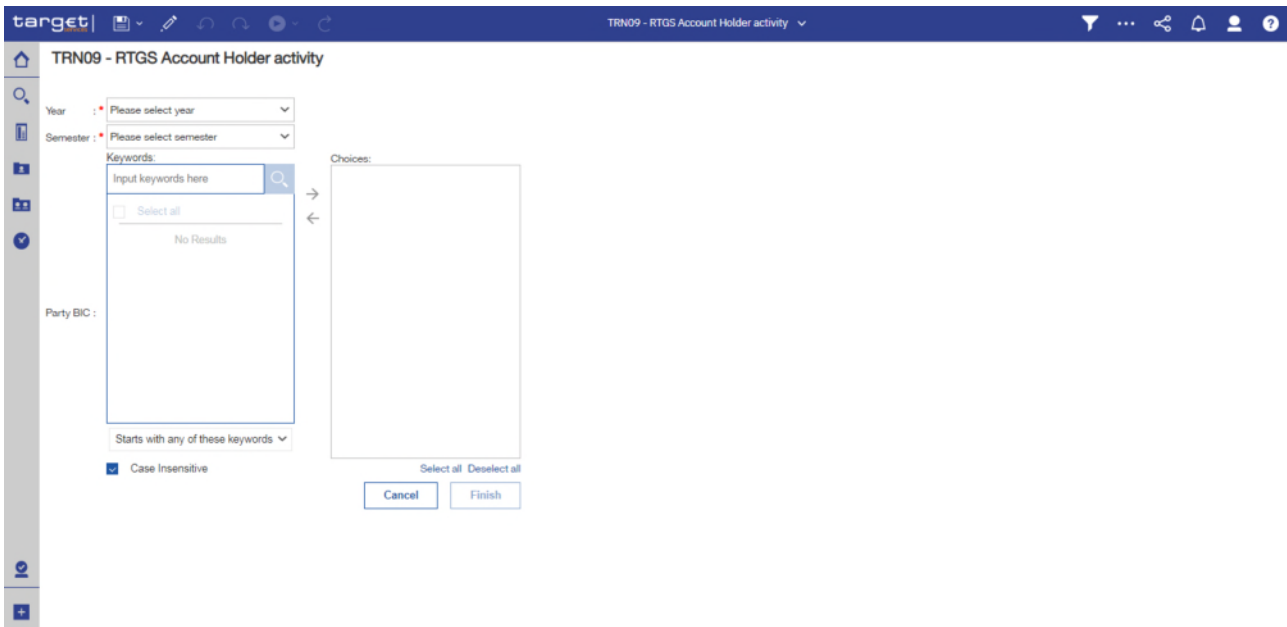 target|
services
TRN09 - RTGS Account Holder activity
TRN09 - RTGS Account Holder activity
Year : * Please select year
Semester : * Please select semester
Keywords:
Choices:
Input keywords here
Select all
No Results
Party BIC :
Starts with any of these keywords
Case Insensitive
Select all Deselect all
Cancel Finish